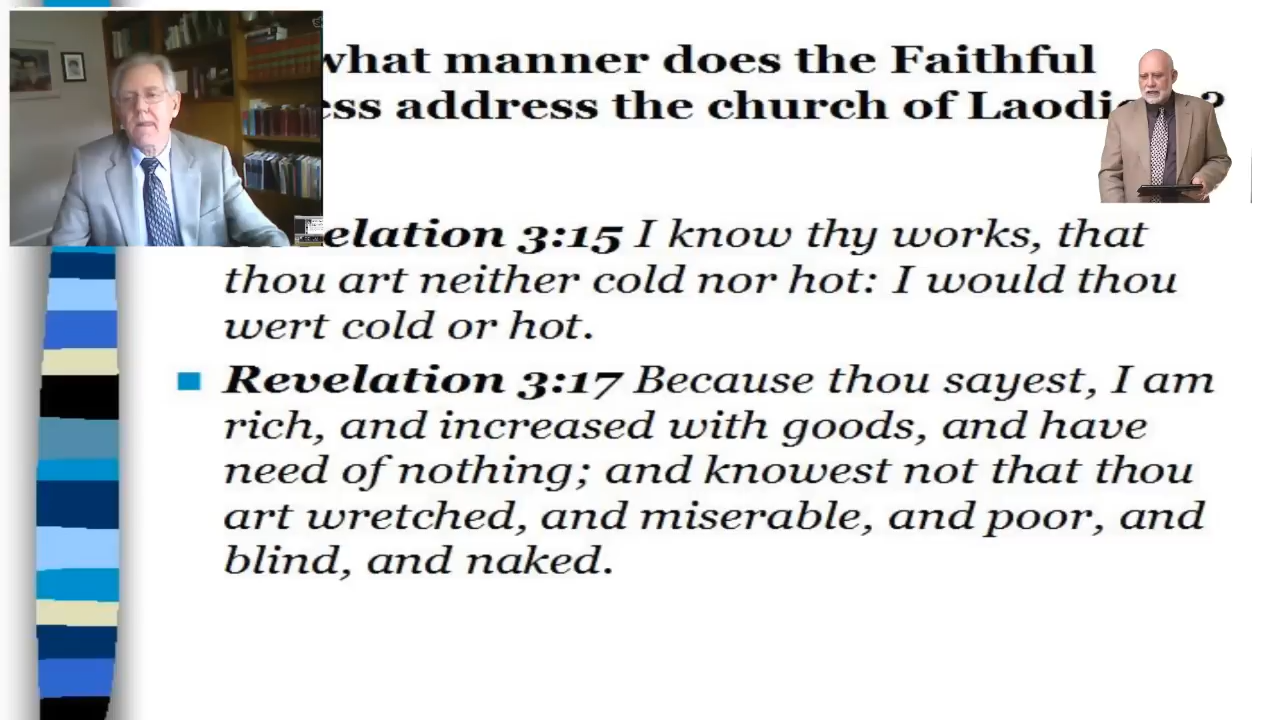 what manner does the Faithful
ess address the church of Laodi ?
elation 3:15 I know thy works, that
thou art neither cold nor hot: I would thou
wert cold or hot.
Revelation 3:17 Because thou sayest, I am
rich, and increased with goods, and have
need of nothing; and knowest not that thou
art wretched, and miserable, and poor, and
blind, and naked.